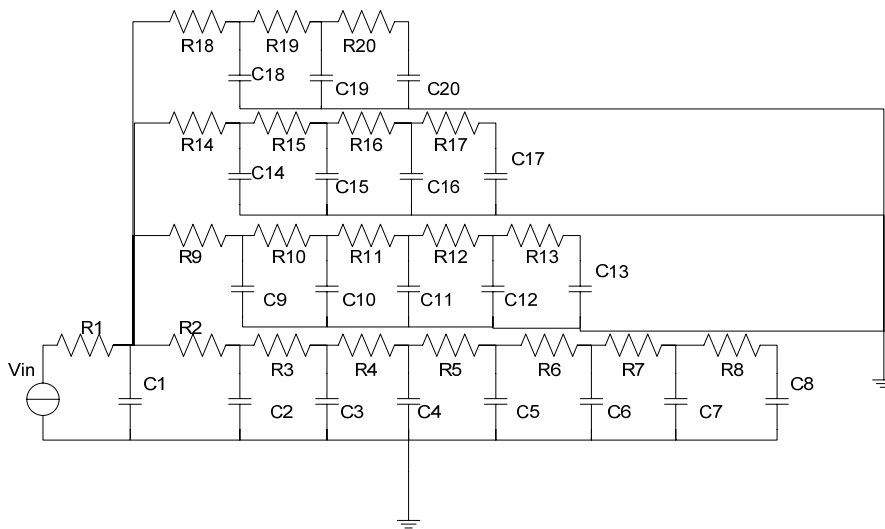 R18 R19 R20
C18 C19 C20
R14 R15 R16 R17
C14 C15 C16 C17
R9 R10 R11 R12 R13
C9 C10 C11 C12 C13
R1 R2 R3 R4 R5 R6 R7 R8
Vin C1 C2 C3 C4 C5 C6 C7 C8